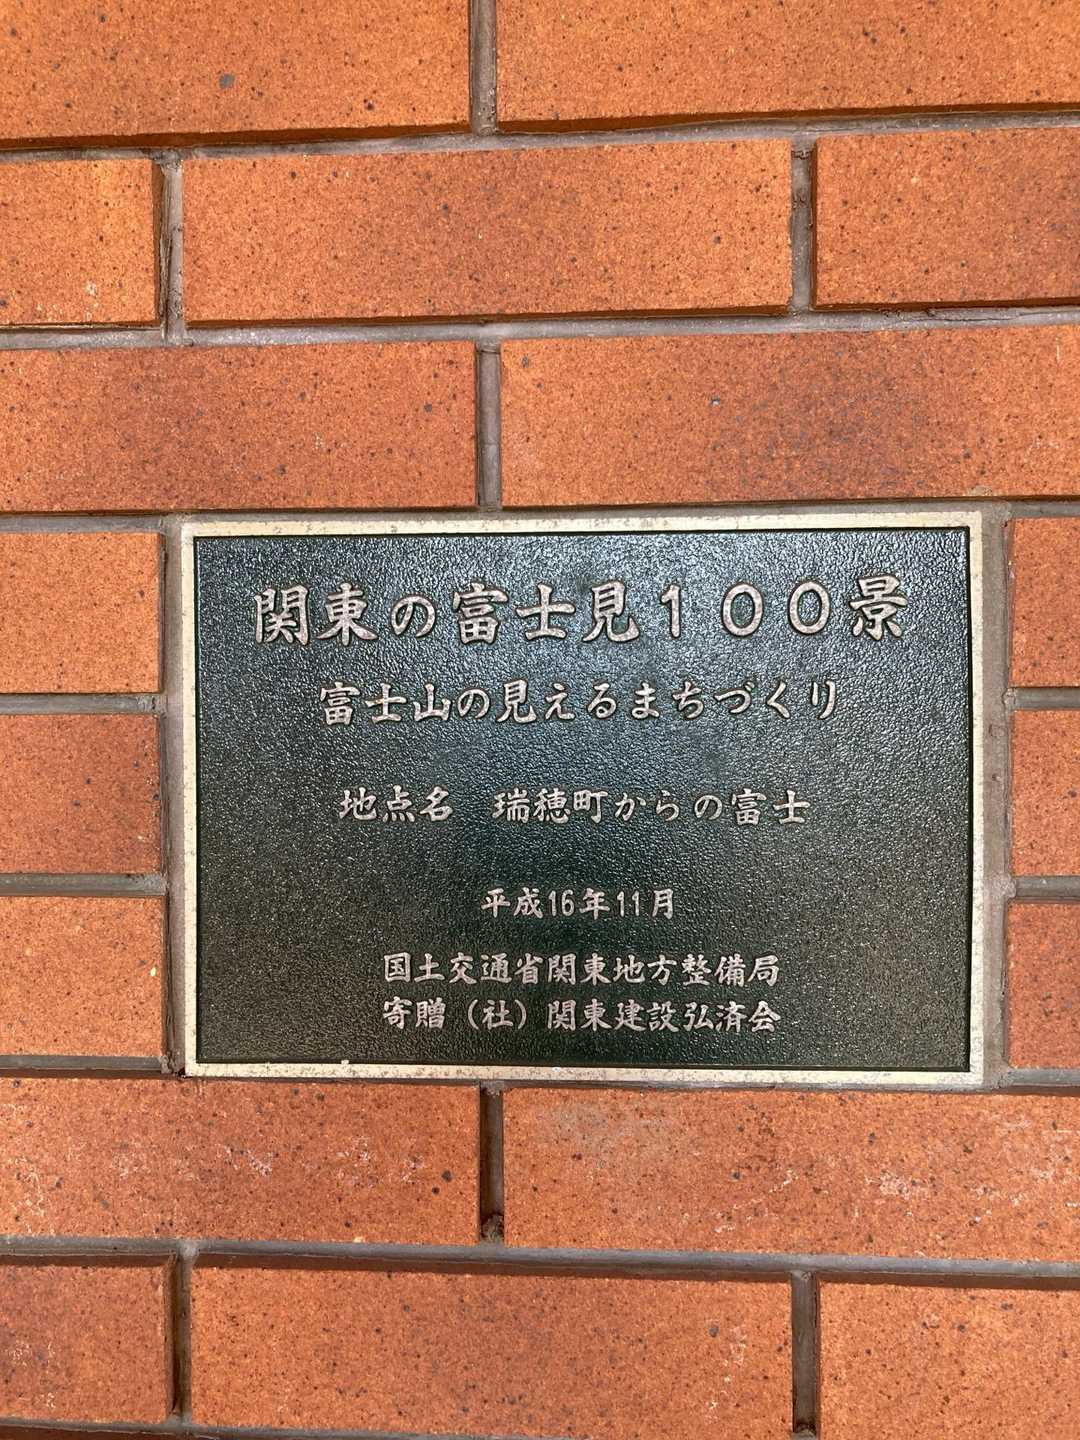 関東の富士見１００景
富士山の見えるまちづくり
地点名　瑞穂町からの富士
平成16年11月
国土交通省関東地方整備局
寄贈（社）関東建設弘済会